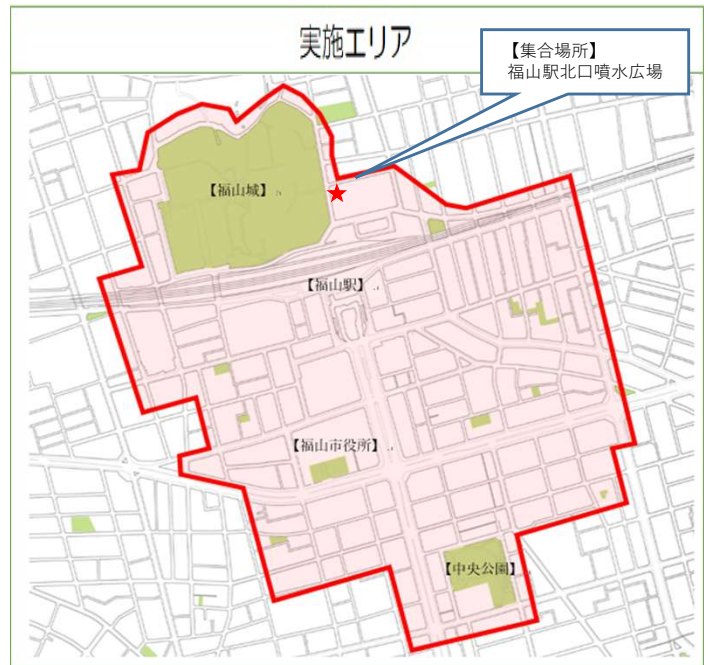 実施エリア
【集合場所】
福山駅北口噴水広場
【福山城】
【福山駅】
【福山市役所】
【中央公園】